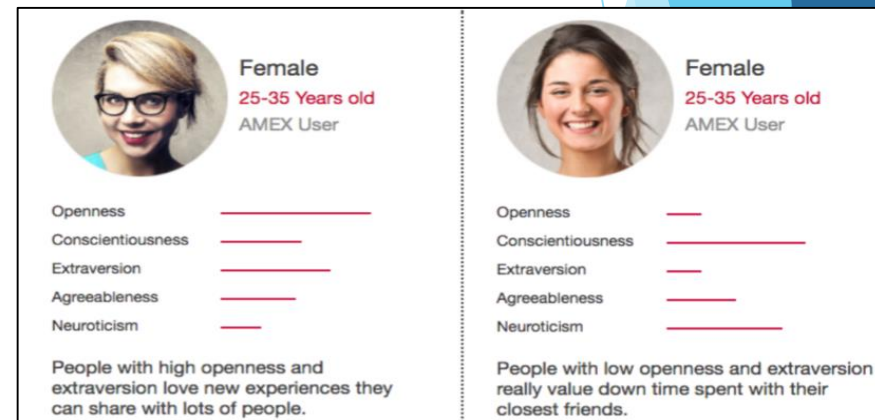 Female
25-35 Years old
AMEX User
Openness
Conscientiousness
Extraversion
Agreeableness
Neuroticism
People with high openness and
extraversion love new experiences they
can share with lots of people.
Female
25-35 Years old
AMEX User
Openness
Conscientiousness
Extraversion
Agreeableness
Neuroticism
People with low openness and extraversion
really value down time spent with their
closest friends.